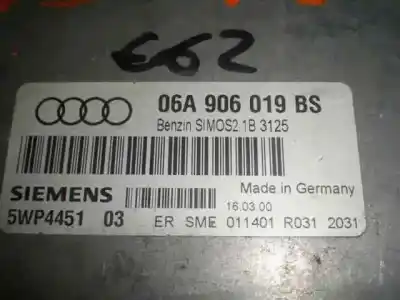 E62
06A 906 019 BS
Benzin SIMOS2 1B 3125
SIEMENS
Made in Germany
16.03.00
5WP4451 03 ER SME 011401 R031 2031